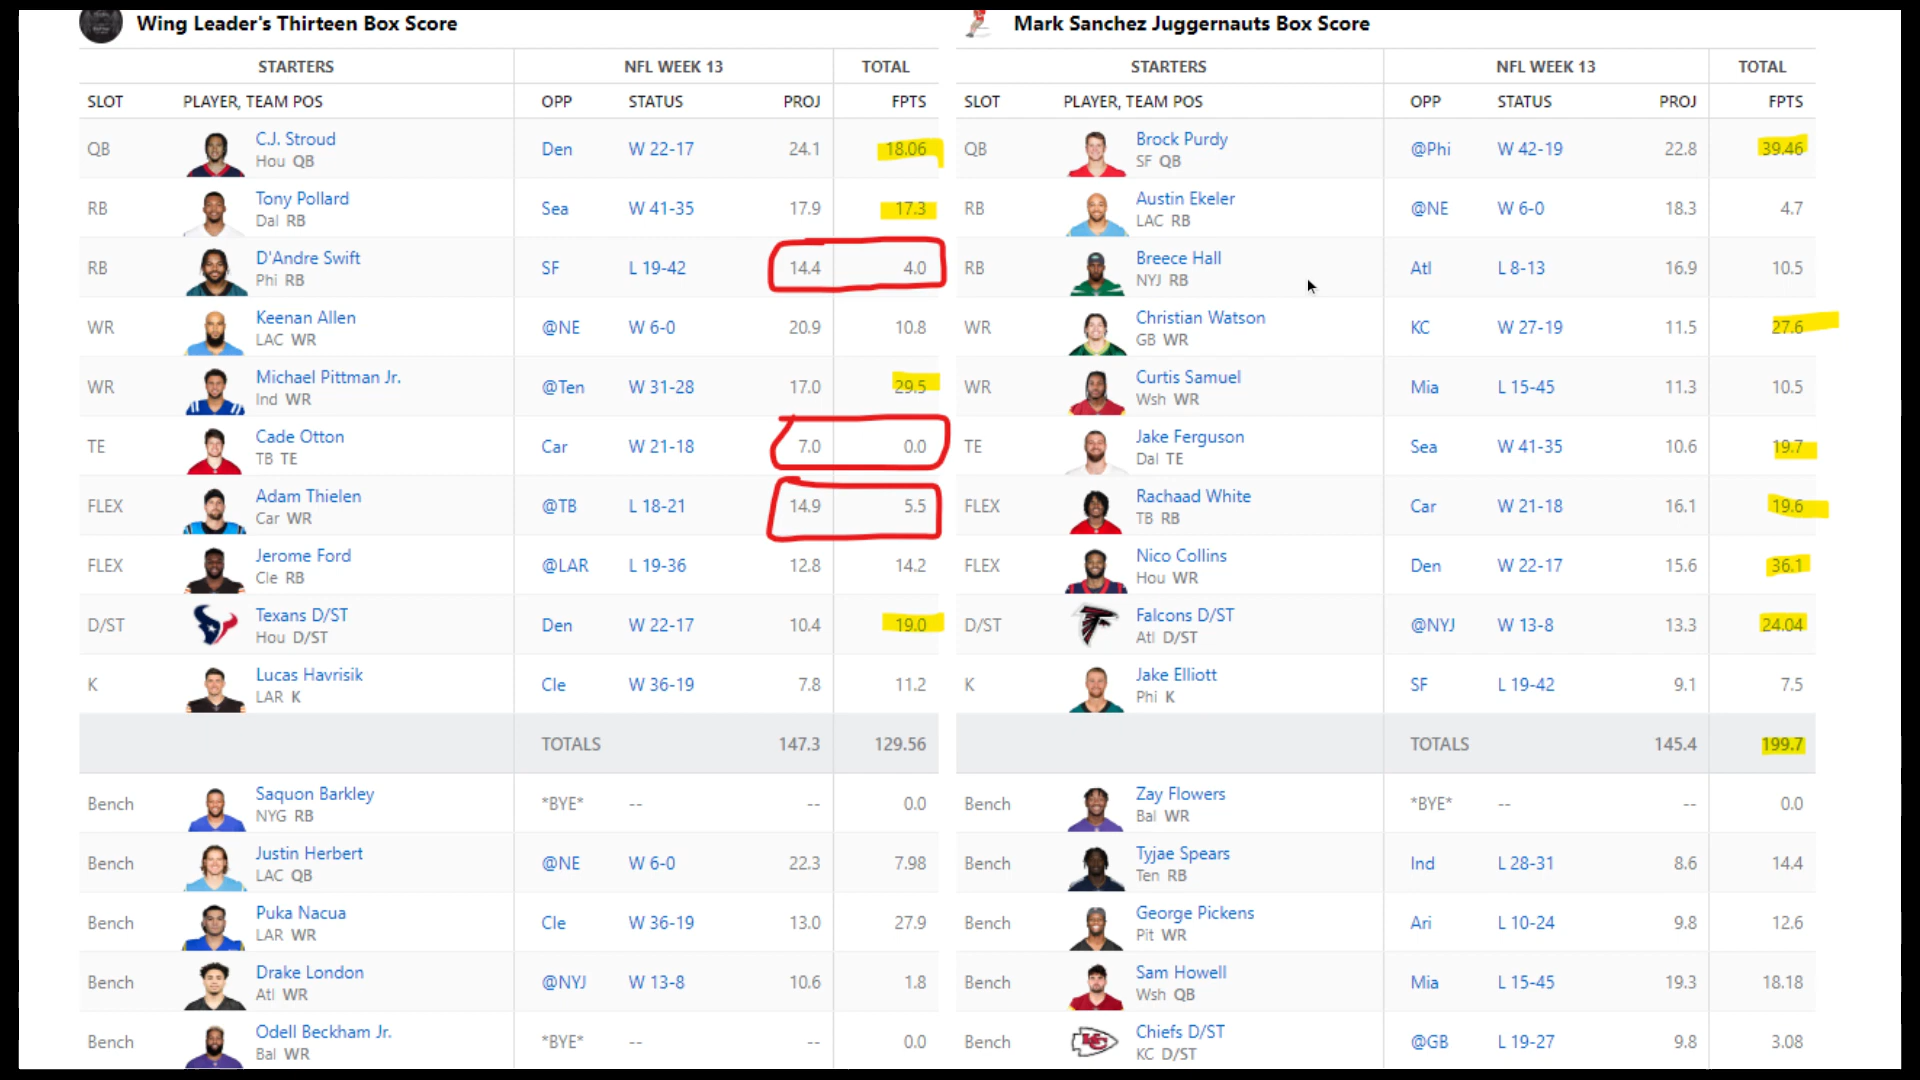 Wing Leader's Thirteen Box Score
STARTERS NFL WEEK 13 TOTAL
SLOT PLAYER, TEAM POS OPP STATUS PROJ FPTS
QB C.J. Stroud Hou QB Den W 22-17 24.1 18.06
RB Tony Pollard Dal RB Sea W 41-35 17.9 17.3
RB D'Andre Swift Phi RB SF L 19-42 14.4 4.0
WR Keenan Allen LAC WR @NE W 6-0 20.9 10.8
WR Michael Pittman Jr. Ind WR @Ten W 31-28 17.0 29.5
TE Cade Otton TB TE Car W 21-18 7.0 0.0
FLEX Adam Thielen Car WR @TB L 18-21 14.9 5.5
FLEX Jerome Ford Cle RB @LAR L 19-36 12.8 14.2
D/ST Texans D/ST Hou D/ST Den W 22-17 10.4 19.0
K Lucas Havrisik LAR K Cle W 36-19 7.8 11.2
TOTALS 147.3 129.56
Bench Saquon Barkley NYG RB *BYE* -- -- 0.0
Bench Justin Herbert LAC QB @NE W 6-0 22.3 7.98
Bench Puka Nacua LAR WR Cle W 36-19 13.0 27.9
Bench Drake London Atl WR @NYJ W 13-8 10.6 1.8
Bench Odell Beckham Jr. Bal WR *BYE* -- -- 0.0
Mark Sanchez Juggernauts Box Score
STARTERS NFL WEEK 13 TOTAL
SLOT PLAYER, TEAM POS OPP STATUS PROJ FPTS
QB Brock Purdy SF QB @Phi W 42-19 22.8 39.46
RB Austin Ekeler LAC RB @NE W 6-0 18.3 4.7
RB Breece Hall NYJ RB Atl L 8-13 16.9 10.5
WR Christian Watson GB WR KC W 27-19 11.5 27.6
WR Curtis Samuel Wsh WR Mia L 15-45 11.3 10.5
TE Jake Ferguson Dal TE Sea W 41-35 10.6 19.7
FLEX Rachaad White TB RB Car W 21-18 16.1 19.6
FLEX Nico Collins Hou WR Den W 22-17 15.6 36.1
D/ST Falcons D/ST Atl D/ST @NYJ W 13-8 13.3 24.04
K Jake Elliott Phi K SF L 19-42 9.1 7.5
TOTALS 145.4 199.7
Bench Zay Flowers Bal WR *BYE* -- -- 0.0
Bench Tyjae Spears Ten RB Ind L 28-31 8.6 14.4
Bench George Pickens Pit WR Ari L 10-24 9.8 12.6
Bench Sam Howell Wsh QB Mia L 15-45 19.3 18.18
Bench Chiefs D/ST KC D/ST @GB L 19-27 9.8 3.08